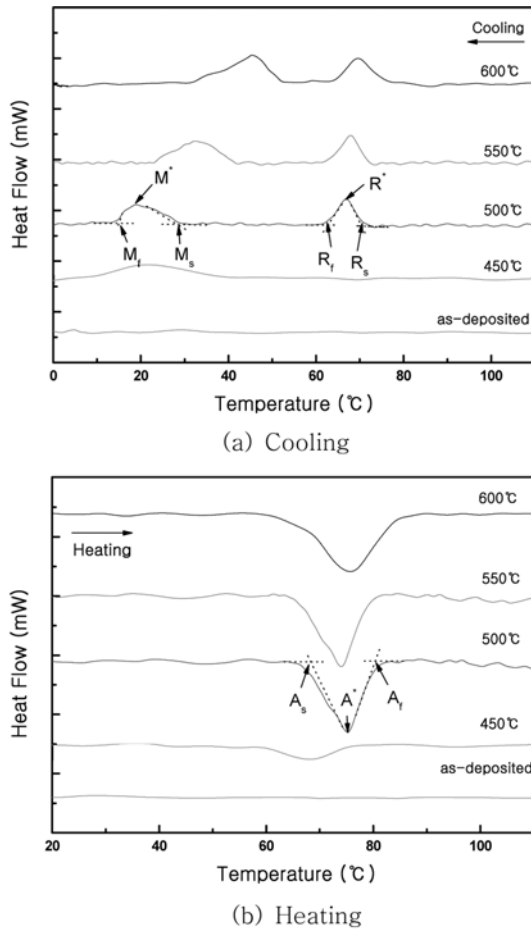 Cooling
600℃
550℃
M*
R*
500℃
Mf
Ms
Rf
Rs
450℃
as-deposited
Heat Flow (mW)
0 20 40 60 80 100
Temperature (℃)
(a) Cooling
600℃
Heating
550℃
500℃
As
A*
Af
450℃
as-deposited
Heat Flow (mW)
20 40 60 80 100
Temperature (℃)
(b) Heating